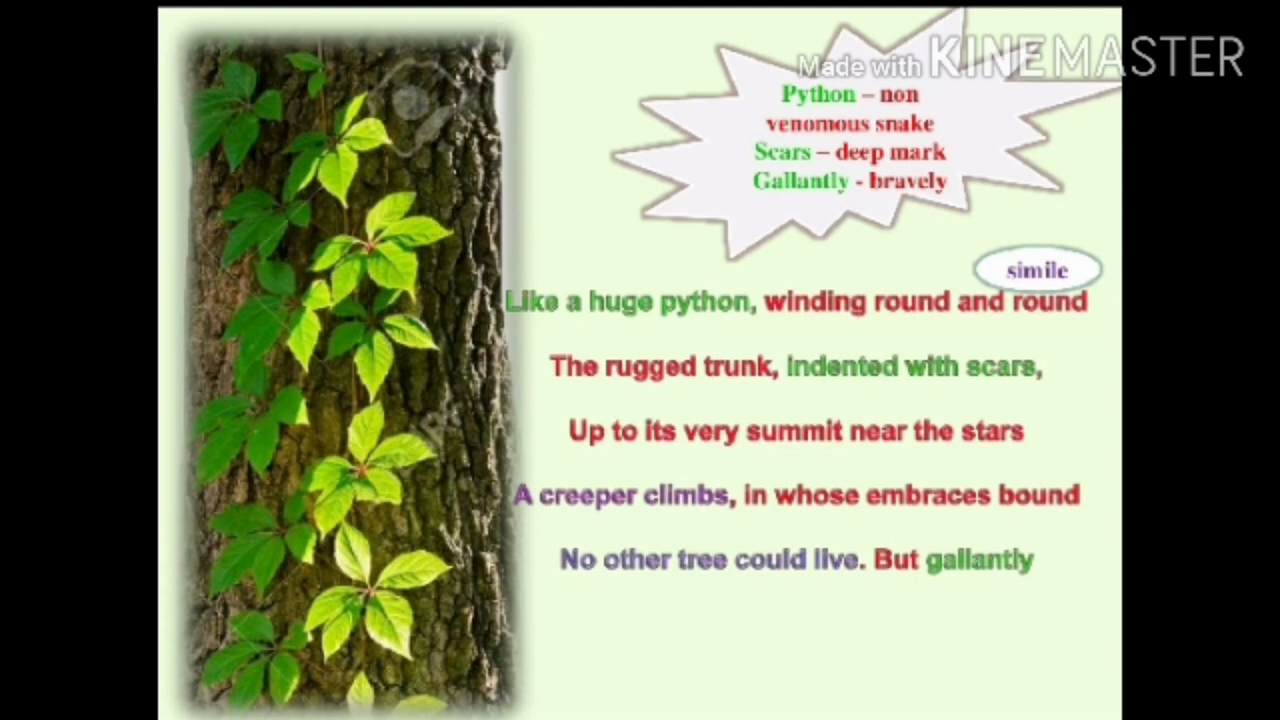 Made with KINEMASTER
Python – non
venomous snake
Scars – deep mark
Gallantly - bravely
simile
Like a huge python, winding round and round
The rugged trunk, indented with scars,
Up to its very summit near the stars
A creeper climbs, in whose embraces bound
No other tree could live. But gallantly